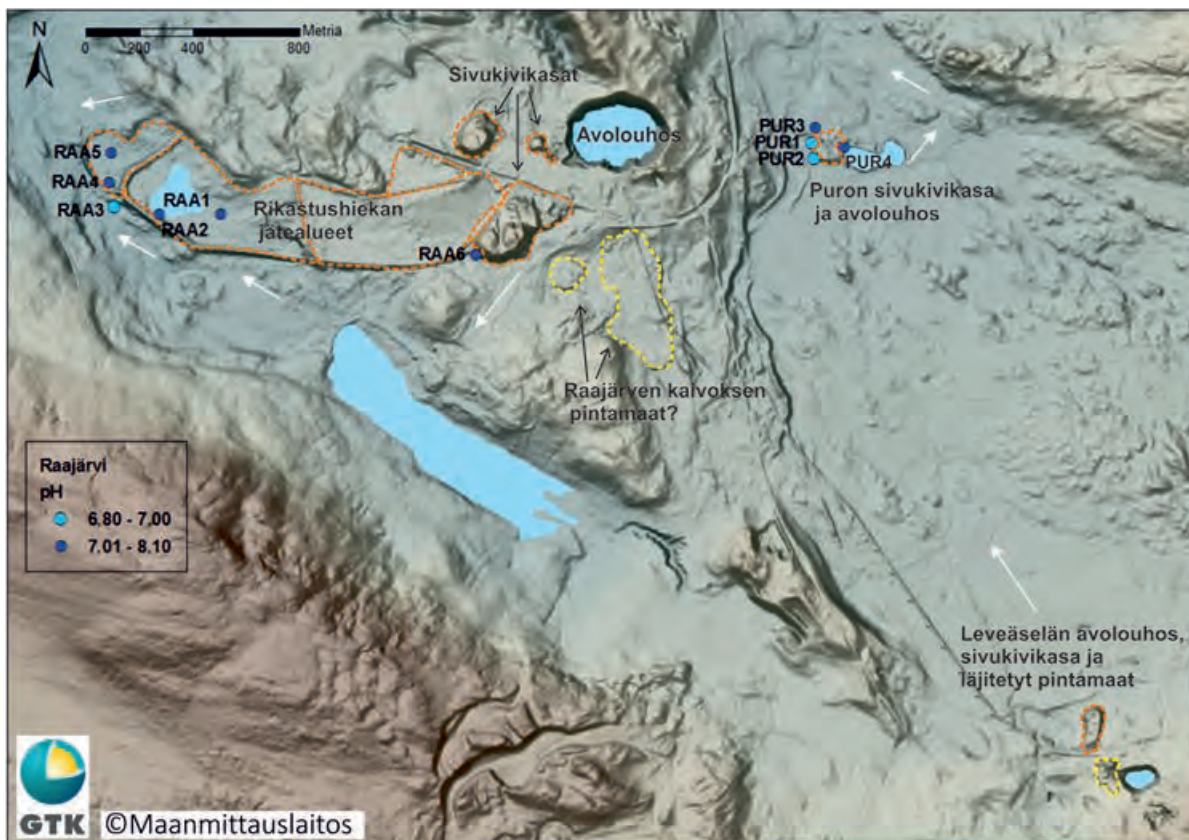 N
Metria
0 200 400 800
Sivukivikasat
Avolouhos
PUR3
PUR1
PUR2
PUR4
Puron sivukivikasa
ja avolouhos
RAA5
RAA4
RAA3
RAA1
RAA2
Rikastushiekan
jätealueet
RAA6
Raajärven kaivoksen
pintamaat?
Raajärvi
pH
6.80 - 7.00
7.01 - 8.10
Leveäselän avolouhos,
sivukivikasa ja
läjitetyt pintamaat
GTK
©Maanmittauslaitos